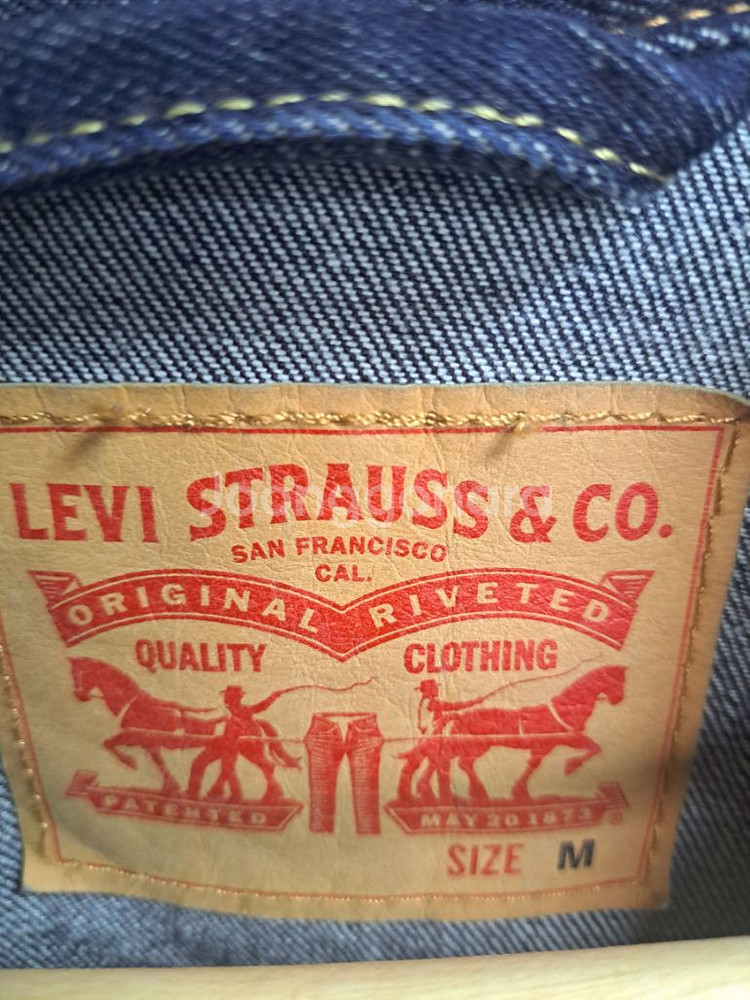 LEVI STRAUSS & CO.
SAN FRANCISCO
CAL.
ORIGINAL RIVETED
QUALITY CLOTHING
PATENTED MAY 20 1873 ®
SIZE M